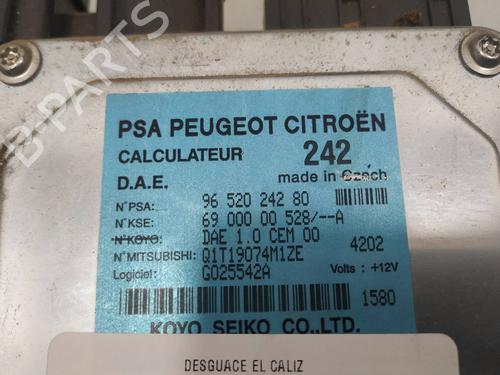 PSA PEUGEOT CITROËN
CALCULATEUR 242
D.A.E. made in Czech
N°PSA: 96 520 242 80
N°KSE: 69 000 00 528/--A
N°KOYO: DAE 1.0 CEM 00
N°MITSUBISHI: Q1T19074M1ZE 4202
Logiciel: G025542A Volts : +12V
1580
KOYO SEIKO CO.,LTD.
DESGUACE EL CALIZ
B-PARTS